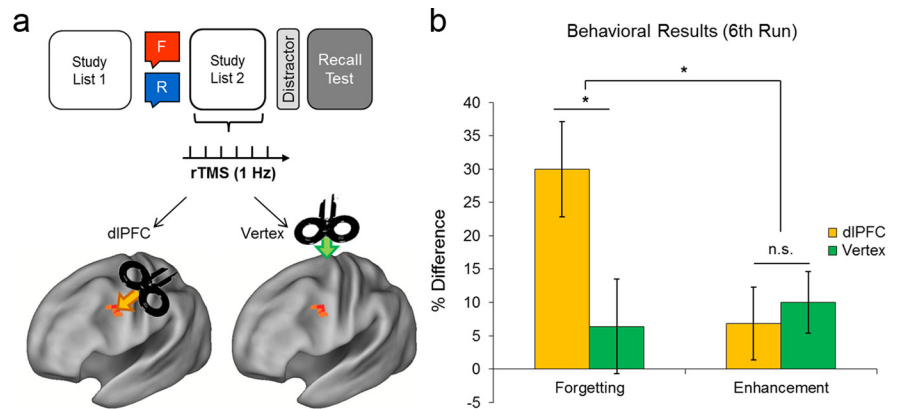 a
Study
List 1
F
R
Study
List 2
Distractor
Recall
Test
rTMS (1 Hz)
dlPFC
Vertex
b
Behavioral Results (6th Run)
*
*
n.s.
% Difference
40
35
30
25
20
15
10
5
0
-5
Forgetting
Enhancement
dlPFC
Vertex